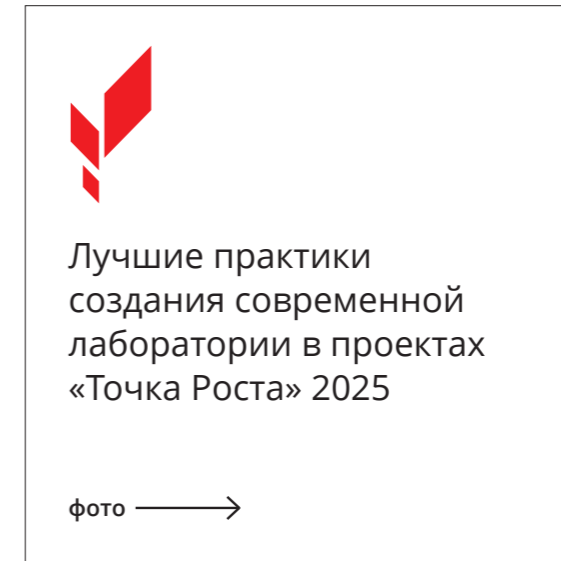 Лучшие практики
создания современной
лаборатории в проектах
«Точка Роста» 2025
фото